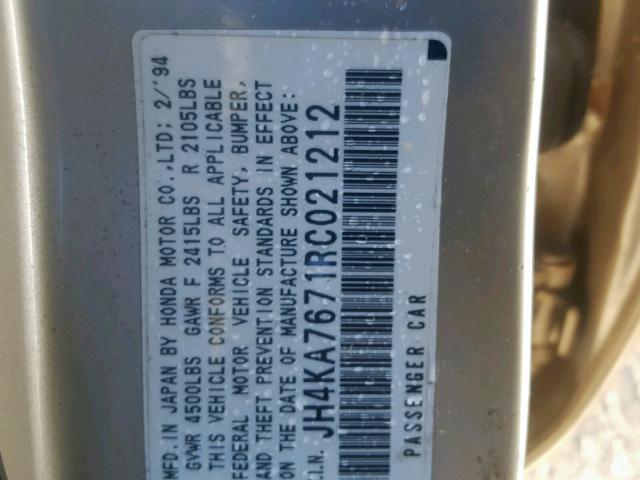 MFD. IN JAPAN BY HONDA MOTOR CO., LTD; 2/'94
GVWR 4500LBS GAWR F 2415LBS R 2105LBS
THIS VEHICLE CONFORMS TO ALL APPLICABLE
FEDERAL MOTOR VEHICLE SAFETY, BUMPER,
AND THEFT PREVENTION STANDARDS IN EFFECT
ON THE DATE OF MANUFACTURE SHOWN ABOVE:
.I.N. JH4KA7671RC021212
PASSENGER CAR